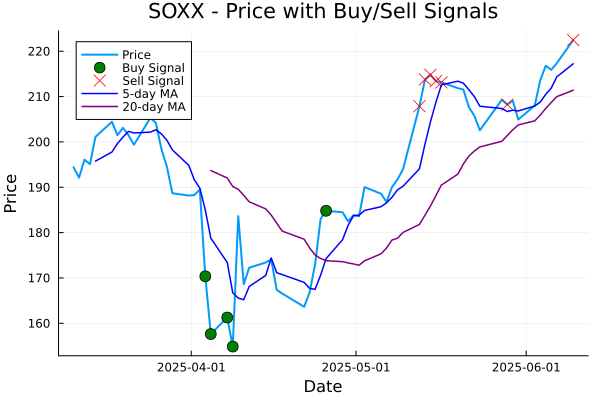 SOXX - Price with Buy/Sell Signals
Price
Buy Signal
Sell Signal
5-day MA
20-day MA
220
210
200
190
180
170
160
Price
2025-04-01
2025-05-01
2025-06-01
Date